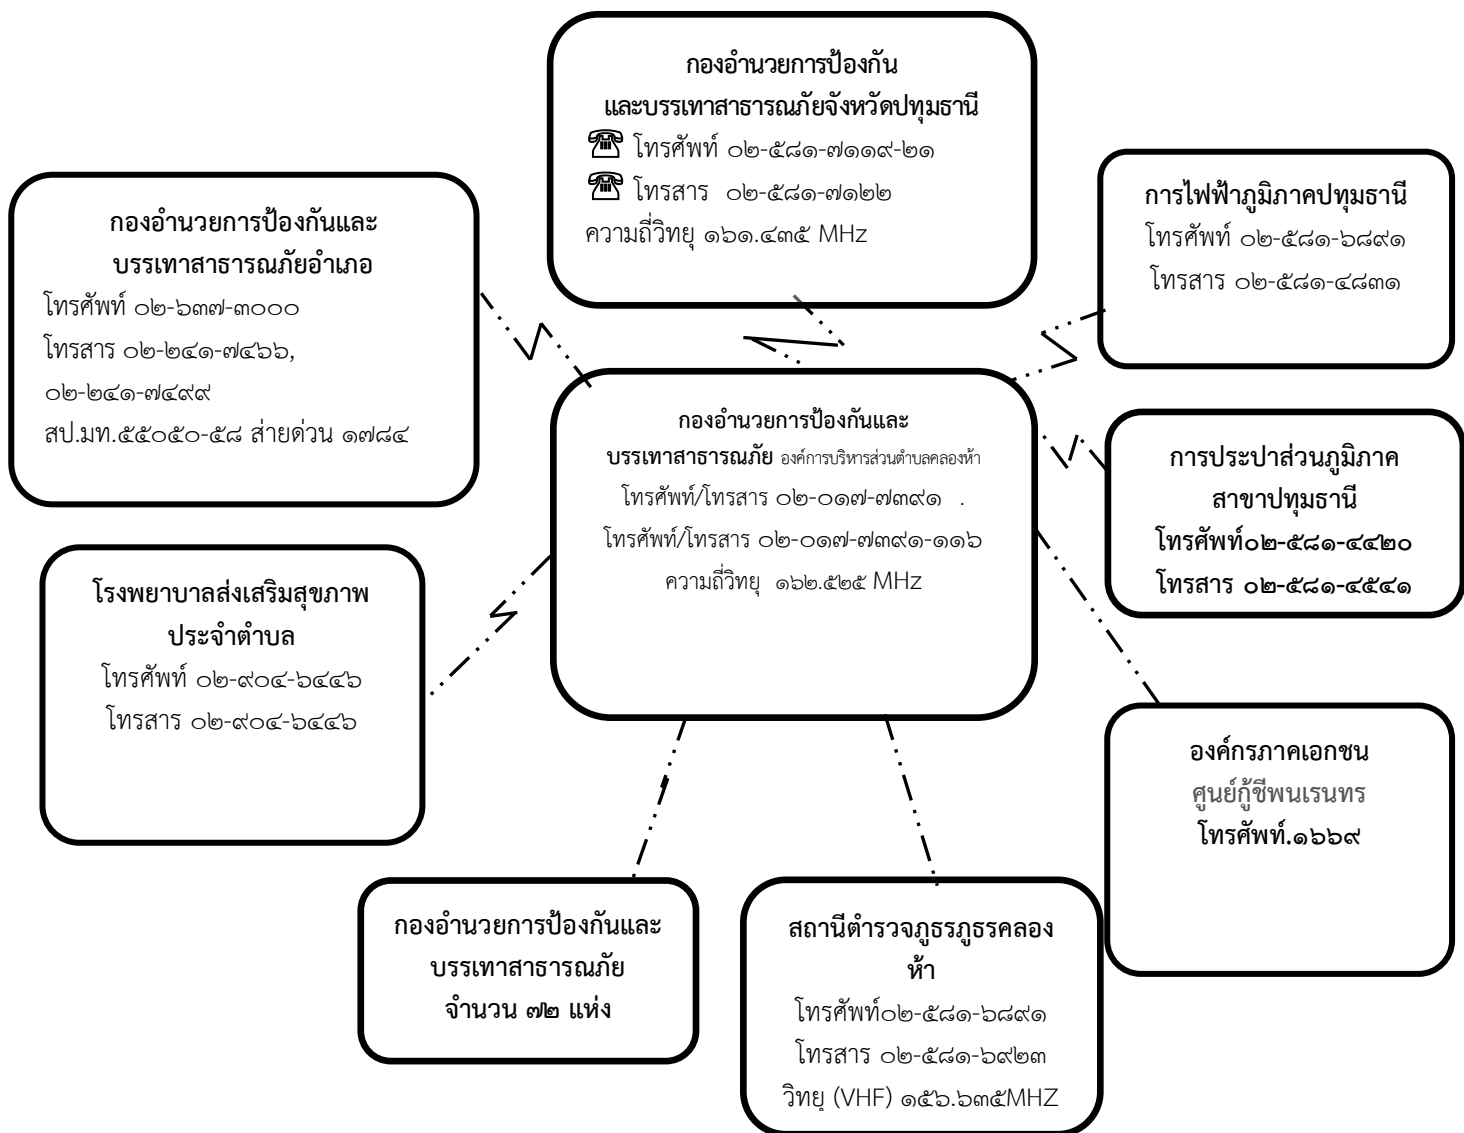 กองอำนวยการป้องกัน
และบรรเทาสาธารณภัยจังหวัดปทุมธานี
☎ โทรศัพท์ ๐๒-๕๘๑-๗๑๑๙-๒๑
☎ โทรสาร ๐๒-๕๘๑-๗๑๒๒
ความถี่วิทยุ ๑๖๑.๔๓๕ MHz
กองอำนวยการป้องกันและ
บรรเทาสาธารณภัยอำเภอ
โทรศัพท์ ๐๒-๖๓๗-๓๐๐๐
โทรสาร ๐๒-๒๔๑-๗๔๖๖,
๐๒-๒๔๑-๗๔๙๙
สป.มท.๕๕๐๕๐-๕๘ ส่ายด่วน ๑๗๘๔
การไฟฟ้าภูมิภาคปทุมธานี
โทรศัพท์ ๐๒-๕๘๑-๖๘๙๑
โทรสาร ๐๒-๕๘๑-๔๘๓๑
กองอำนวยการป้องกันและ
บรรเทาสาธารณภัย องค์การบริหารส่วนตำบลคลองห้า
โทรศัพท์/โทรสาร ๐๒-๐๑๗-๗๓๙๑ .
โทรศัพท์/โทรสาร ๐๒-๐๑๗-๗๓๙๑-๑๑๖
ความถี่วิทยุ ๑๖๒.๕๒๕ MHz
การประปาส่วนภูมิภาค
สาขาปทุมธานี
โทรศัพท์๐๒-๕๘๑-๔๔๒๐
โทรสาร ๐๒-๕๘๑-๔๕๔๑
โรงพยาบาลส่งเสริมสุขภาพ
ประจำตำบล
โทรศัพท์ ๐๒-๙๐๔-๖๔๔๖
โทรสาร ๐๒-๙๐๔-๖๔๔๖
องค์กรภาคเอกชน
ศูนย์กู้ชีพนเรนทร
โทรศัพท์.๑๖๖๙
กองอำนวยการป้องกันและ
บรรเทาสาธารณภัย
จำนวน ๗๒ แห่ง
สถานีตำรวจภูธรภูธรคลอง
ห้า
โทรศัพท์๐๒-๕๘๑-๖๘๙๑
โทรสาร ๐๒-๕๘๑-๖๙๒๓
วิทยุ (VHF) ๑๕๖.๖๓๕MHZ